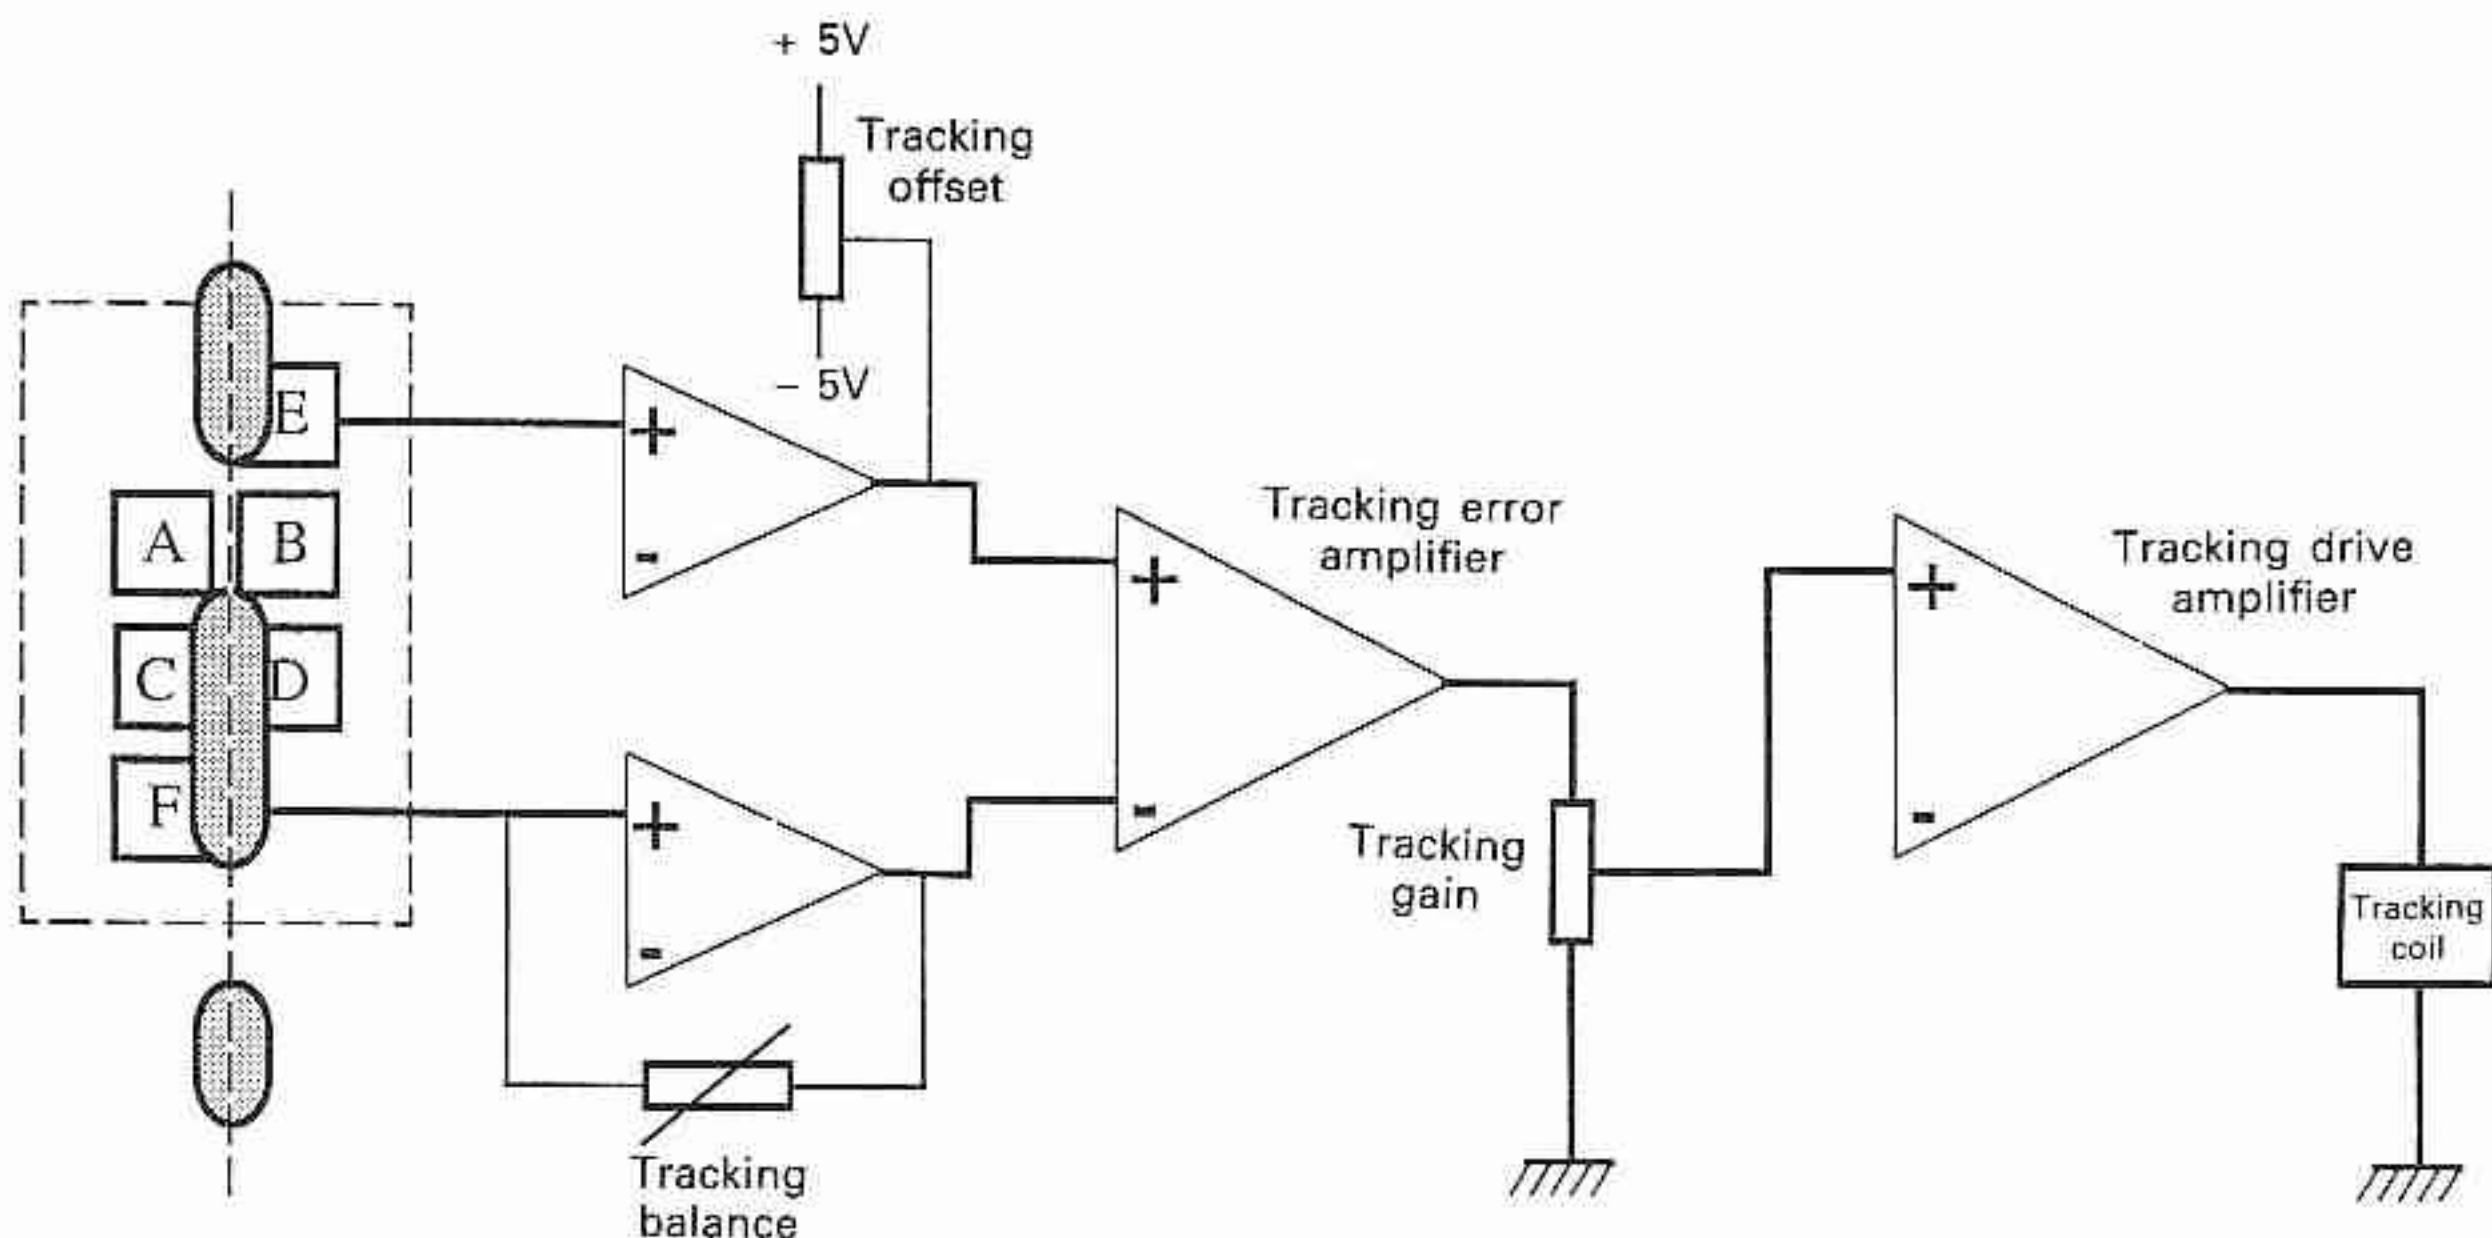 + 5V
Tracking
offset
– 5V
E
A B
C D
F
+
-
+
-
Tracking
balance
Tracking error
amplifier
+
-
Tracking
gain
Tracking drive
amplifier
+
-
Tracking
coil